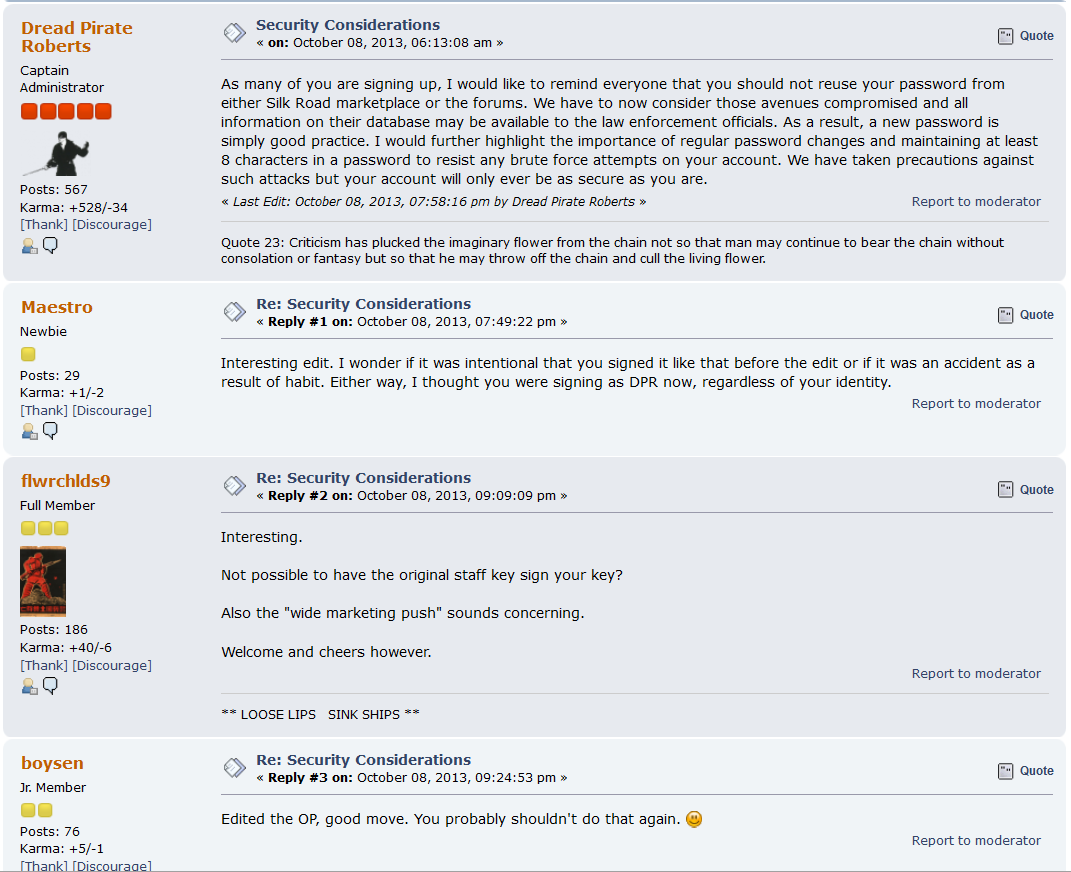 Dread Pirate
Roberts
Captain
Administrator
Posts: 567
Karma: +528/-34
[Thank] [Discourage]
Security Considerations
« on: October 08, 2013, 06:13:08 am »
Quote
As many of you are signing up, I would like to remind everyone that you should not reuse your password from
either Silk Road marketplace or the forums. We have to now consider those avenues compromised and all
information on their database may be available to the law enforcement officials. As a result, a new password is
simply good practice. I would further highlight the importance of regular password changes and maintaining at least
8 characters in a password to resist any brute force attempts on your account. We have taken precautions against
such attacks but your account will only ever be as secure as you are.
« Last Edit: October 08, 2013, 07:58:16 pm by Dread Pirate Roberts »
Report to moderator
Quote 23: Criticism has plucked the imaginary flower from the chain not so that man may continue to bear the chain without
consolation or fantasy but so that he may throw off the chain and cull the living flower.
Maestro
Newbie
Posts: 29
Karma: +1/-2
[Thank] [Discourage]
Re: Security Considerations
« Reply #1 on: October 08, 2013, 07:49:22 pm »
Quote
Interesting edit. I wonder if it was intentional that you signed it like that before the edit or if it was an accident as a
result of habit. Either way, I thought you were signing as DPR now, regardless of your identity.
Report to moderator
flwrchlds9
Full Member
Posts: 186
Karma: +40/-6
[Thank] [Discourage]
Re: Security Considerations
« Reply #2 on: October 08, 2013, 09:09:09 pm »
Quote
Interesting.
Not possible to have the original staff key sign your key?
Also the "wide marketing push" sounds concerning.
Welcome and cheers however.
Report to moderator
** LOOSE LIPS   SINK SHIPS **
boysen
Jr. Member
Posts: 76
Karma: +5/-1
[Thank] [Discourage]
Re: Security Considerations
« Reply #3 on: October 08, 2013, 09:24:53 pm »
Quote
Edited the OP, good move. You probably shouldn't do that again.
Report to moderator